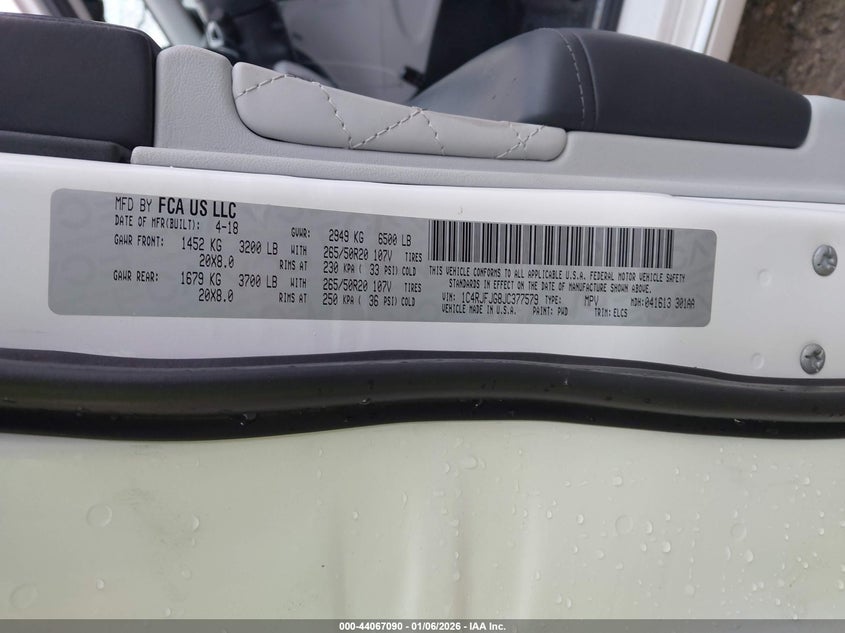 MFD BY FCA US LLC
DATE OF MFR(BUILT): 4-18 GVWR: 2949 KG 6500 LB
GAWR FRONT: 1452 KG 3200 LB WITH 265/50R20 107V TIRES
20X8.0 RIMS AT 230 KPA ( 33 PSI) COLD
GAWR REAR: 1679 KG 3700 LB WITH 265/50R20 107V TIRES
20X8.0 RIMS AT 250 KPA ( 36 PSI) COLD
THIS VEHICLE CONFORMS TO ALL APPLICABLE U.S.A. FEDERAL MOTOR VEHICLE SAFETY
STANDARDS IN EFFECT ON THE DATE OF MANUFACTURE SHOWN ABOVE.
VIN: 1C4RJFJG8JC377579 TYPE: MPV MDH: 041613 301AA
VEHICLE MADE IN U.S.A. PAINT: PWD TRIM: ELCS
000-44067090 - 01/06/2026 - IAA Inc.